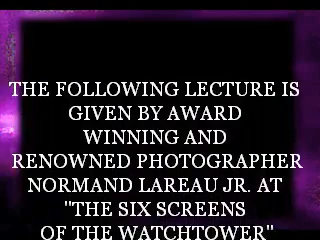 THE FOLLOWING LECTURE IS
GIVEN BY AWARD
WINNING AND
RENOWNED PHOTOGRAPHER
NORMAND LAREAU JR. AT
"THE SIX SCREENS
OF THE WATCHTOWER"